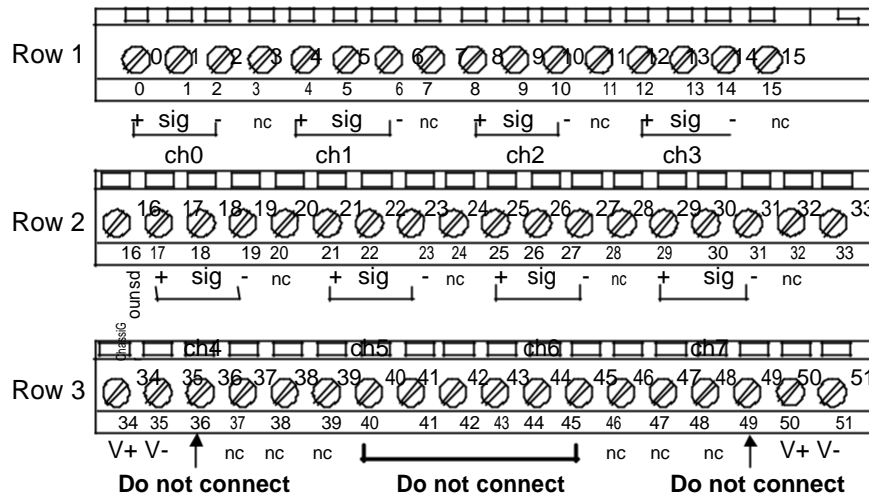 Row 1
0 1 2 3 4 5 6 7 8 9 10 11 12 13 14 15
0 1 2 3 4 5 6 7 8 9 10 11 12 13 14 15
+ sig - nc + sig - nc + sig - nc + sig - nc
ch0 ch1 ch2 ch3
Row 2
16 17 18 19 20 21 22 23 24 25 26 27 28 29 30 31 32 33
16 17 18 19 20 21 22 23 24 25 26 27 28 29 30 31 32 33
ChassiG ounsd
+ sig - nc + sig - nc + sig - nc + sig - nc
ch4 ch5 ch6 ch7
Row 3
34 35 36 37 38 39 40 41 42 43 44 45 46 47 48 49 50 51
34 35 36 37 38 39 40 41 42 43 44 45 46 47 48 49 50 51
V+ V- nc nc nc nc nc nc V+ V-
Do not connect Do not connect Do not connect